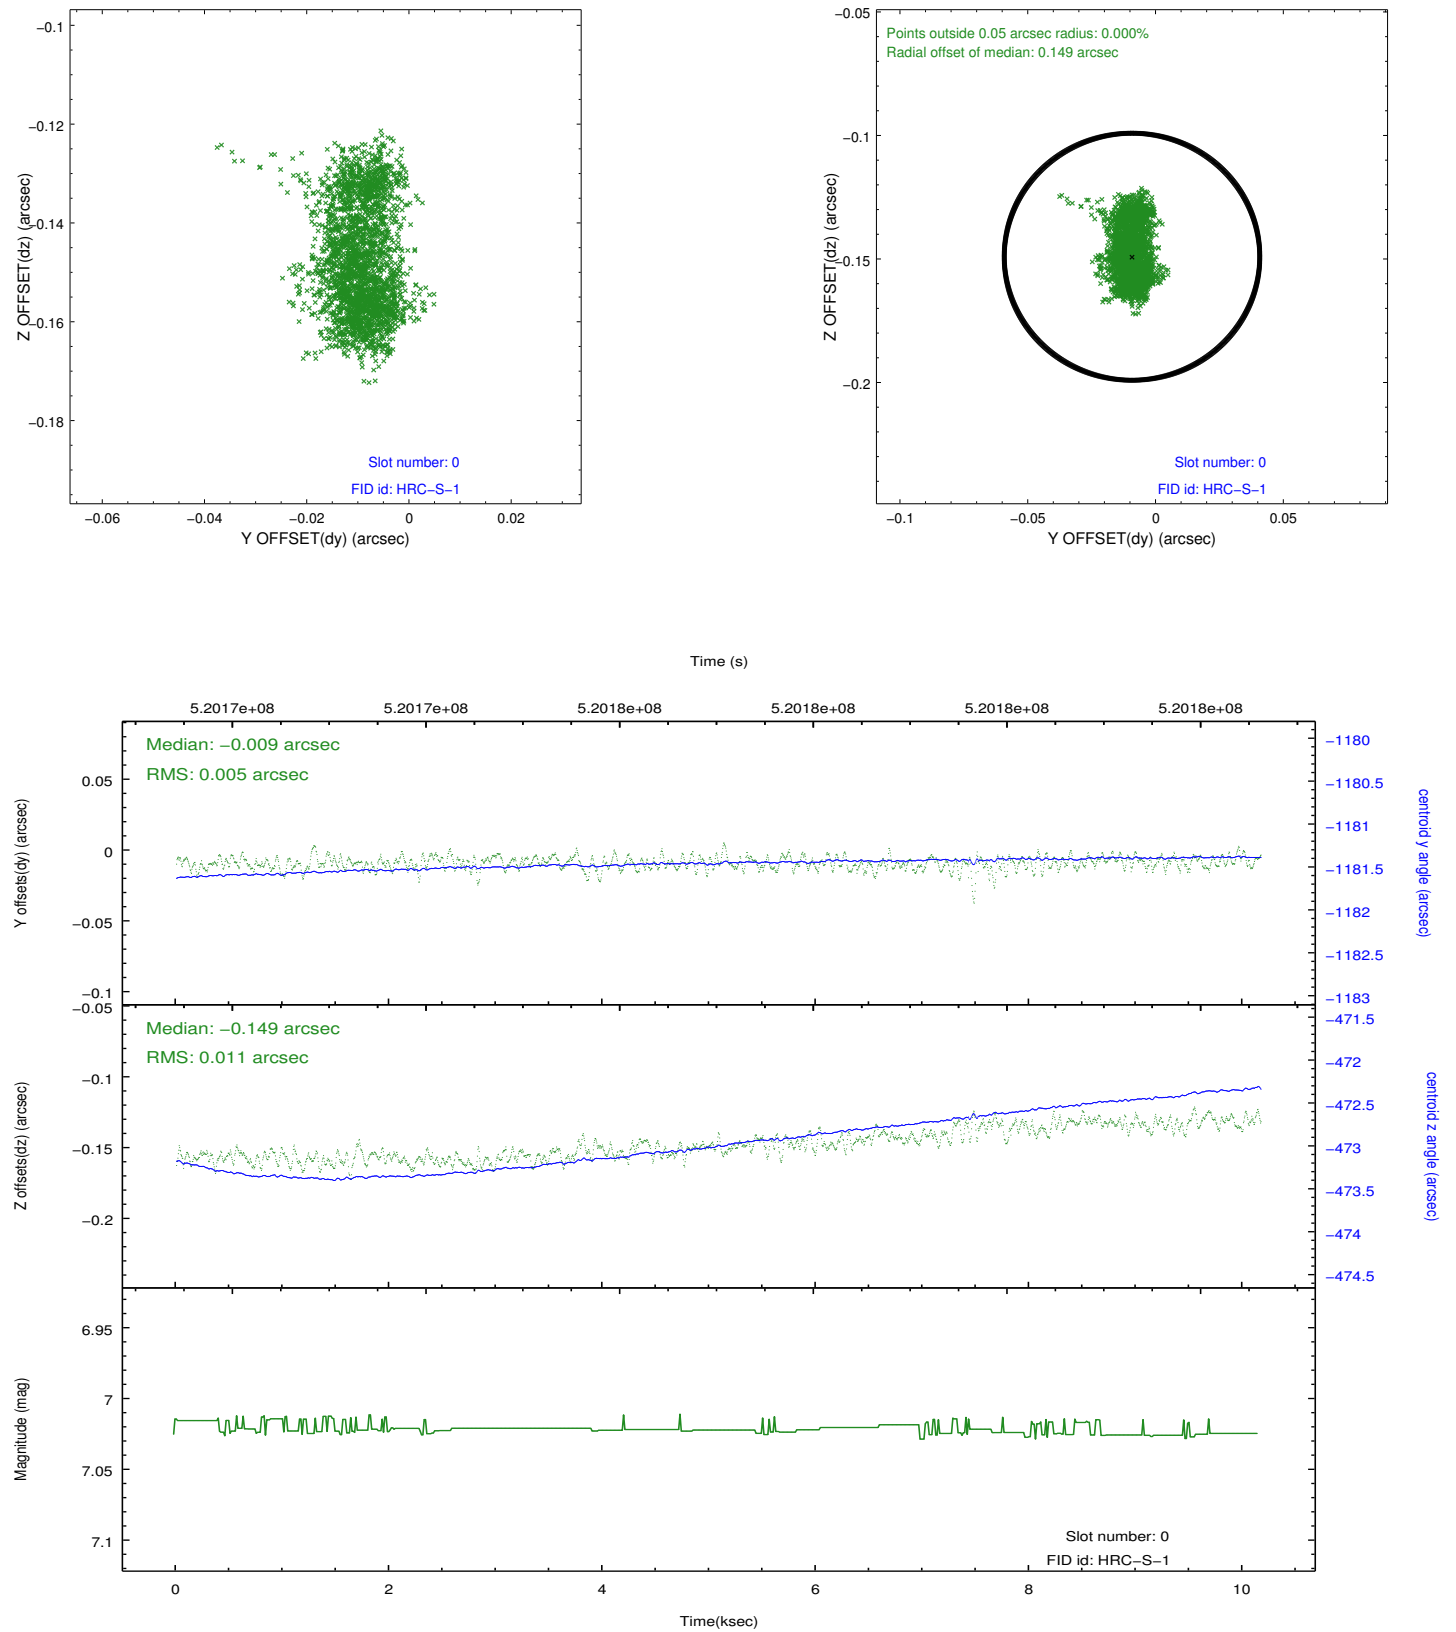 −0.1
−0.12
−0.14
−0.16
−0.18
Z OFFSET(dz) (arcsec)
Slot number: 0
FID id: HRC−S−1
−0.06
−0.04
−0.02
0
0.02
Y OFFSET(dy) (arcsec)
−0.05
−0.1
−0.15
−0.2
Z OFFSET(dz) (arcsec)
Points outside 0.05 arcsec radius: 0.000%
Radial offset of median: 0.149 arcsec
Slot number: 0
FID id: HRC−S−1
−0.1
−0.05
0
0.05
Y OFFSET(dy) (arcsec)
Time (s)
5.2017e+08
5.2017e+08
5.2018e+08
5.2018e+08
5.2018e+08
5.2018e+08
Median: −0.009 arcsec
RMS: 0.005 arcsec
0.05
0
−0.05
−0.1
Y offsets(dy) (arcsec)
−1180
−1180.5
−1181
−1181.5
−1182
−1182.5
−1183
centroid y angle (arcsec)
Median: −0.149 arcsec
RMS: 0.011 arcsec
−0.05
−0.1
−0.15
−0.2
Z offsets(dz) (arcsec)
−471.5
−472
−472.5
−473
−473.5
−474
−474.5
centroid z angle (arcsec)
6.95
7
7.05
7.1
Magnitude (mag)
Slot number: 0
FID id: HRC−S−1
0
2
4
6
8
10
Time(ksec)